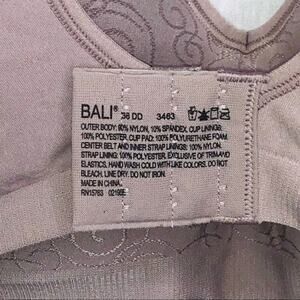 BALI® 36 DD 3463
OUTER BODY: 90% NYLON, 10% SPANDEX, CUP LININGS:
100% POLYESTER, CUP PAD: 100% POLYURETHANE FOAM.
CENTER BELT AND INNER STRAP LININGS: 100% NYLON.
STRAP LINING: 100% POLYESTER. EXCLUSIVE OF TRIM AND
ELASTICS. HAND WASH COLD WITH LIKE COLORS. DO NOT
BLEACH. LINE DRY. DO NOT IRON.
MADE IN CHINA.
RN15763